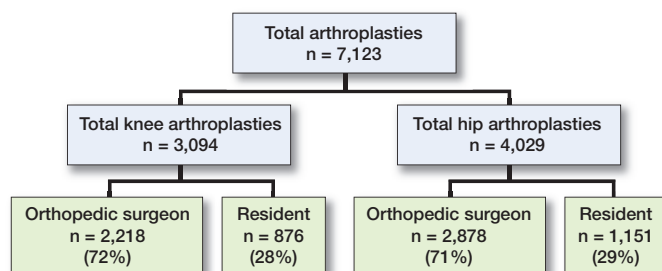 Total arthroplasties
n = 7,123
Total knee arthroplasties
n = 3,094
Total hip arthroplasties
n = 4,029
Orthopedic surgeon
n = 2,218
(72%)
Resident
n = 876
(28%)
Orthopedic surgeon
n = 2,878
(71%)
Resident
n = 1,151
(29%)